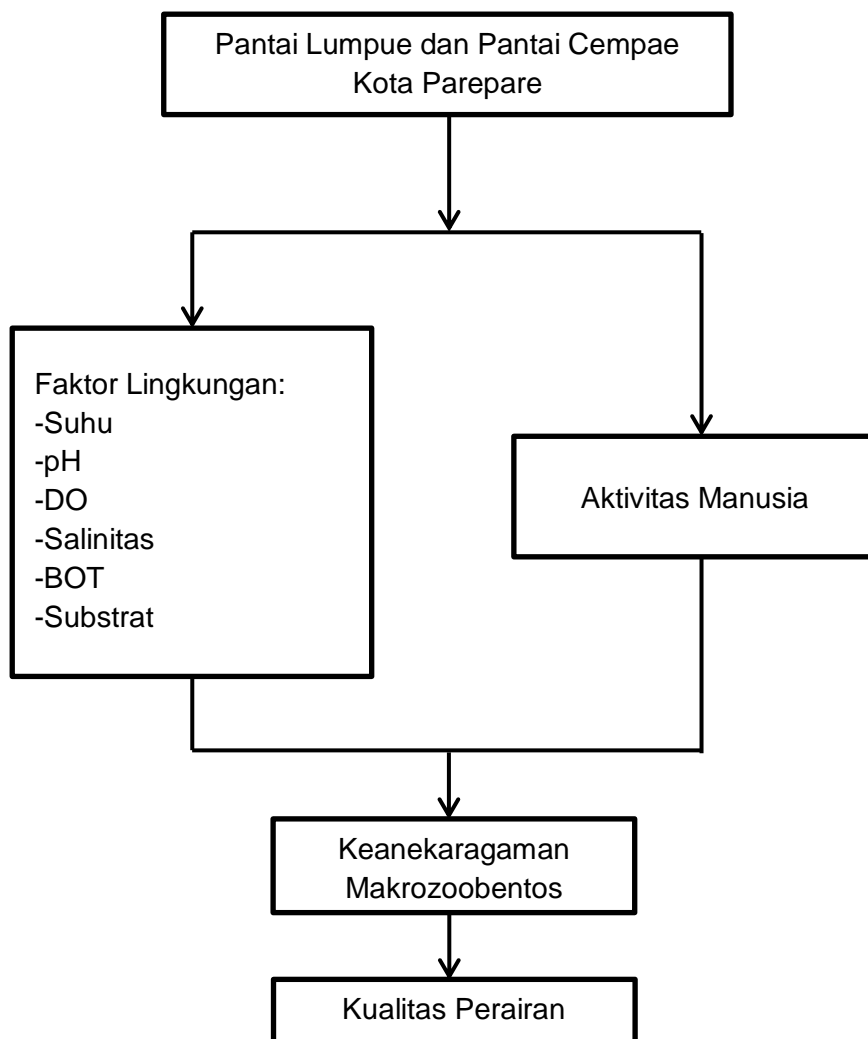 Pantai Lumpue dan Pantai Cempae
Kota Parepare
Faktor Lingkungan:
-Suhu
-pH
-DO
-Salinitas
-BOT
-Substrat
Aktivitas Manusia
Keanekaragaman
Makrozoobentos
Kualitas Perairan